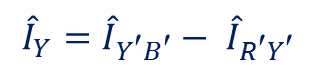 Î_Y = Î_{Y′B′} − Î_{R′Y′}